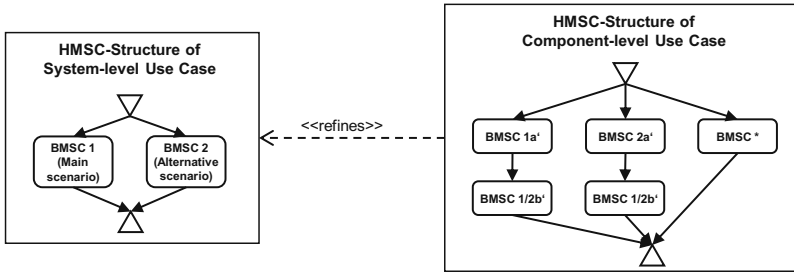 HMSC-Structure of
System-level Use Case
BMSC 1
(Main
scenario)
BMSC 2
(Alternative
scenario)
<<refines>>
HMSC-Structure of
Component-level Use Case
BMSC 1a‘
BMSC 2a‘
BMSC *
BMSC 1/2b‘
BMSC 1/2b‘